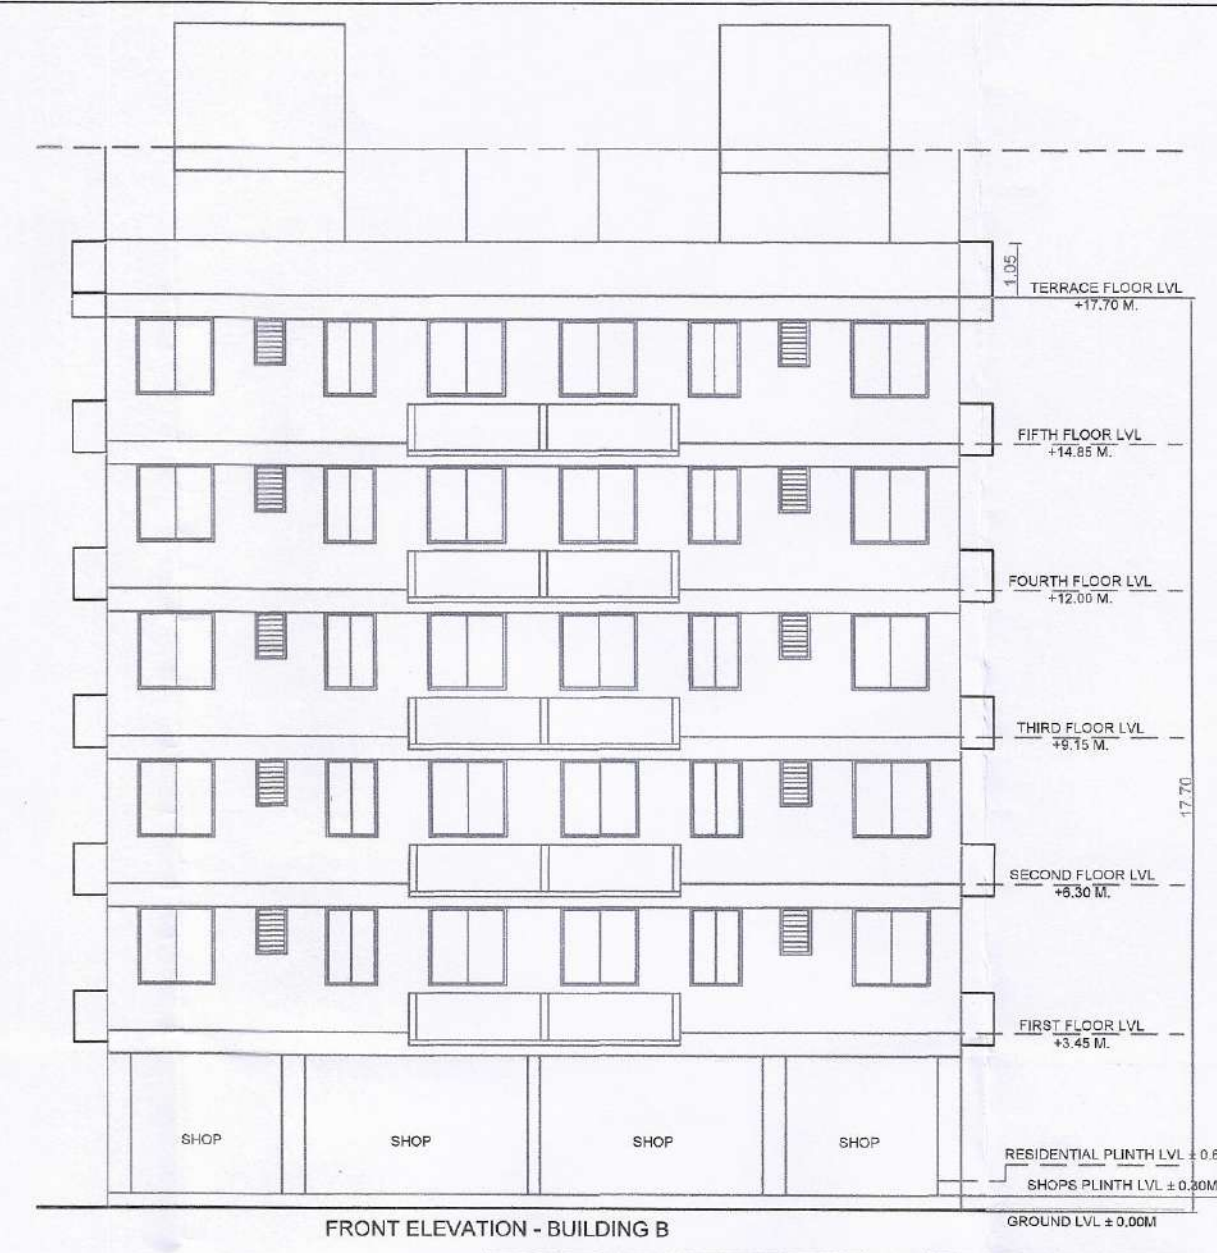 1.05
TERRACE FLOOR LVL
+17.70 M.
FIFTH FLOOR LVL
+14.85 M.
FOURTH FLOOR LVL
+12.00 M.
THIRD FLOOR LVL
+9.15 M.
17.70
SECOND FLOOR LVL
+6.30 M.
FIRST FLOOR LVL
+3.45 M.
SHOP
SHOP
SHOP
SHOP
RESIDENTIAL PLINTH LVL ± 0.6
SHOPS PLINTH LVL ± 0.30M
GROUND LVL ± 0.00M
FRONT ELEVATION - BUILDING B